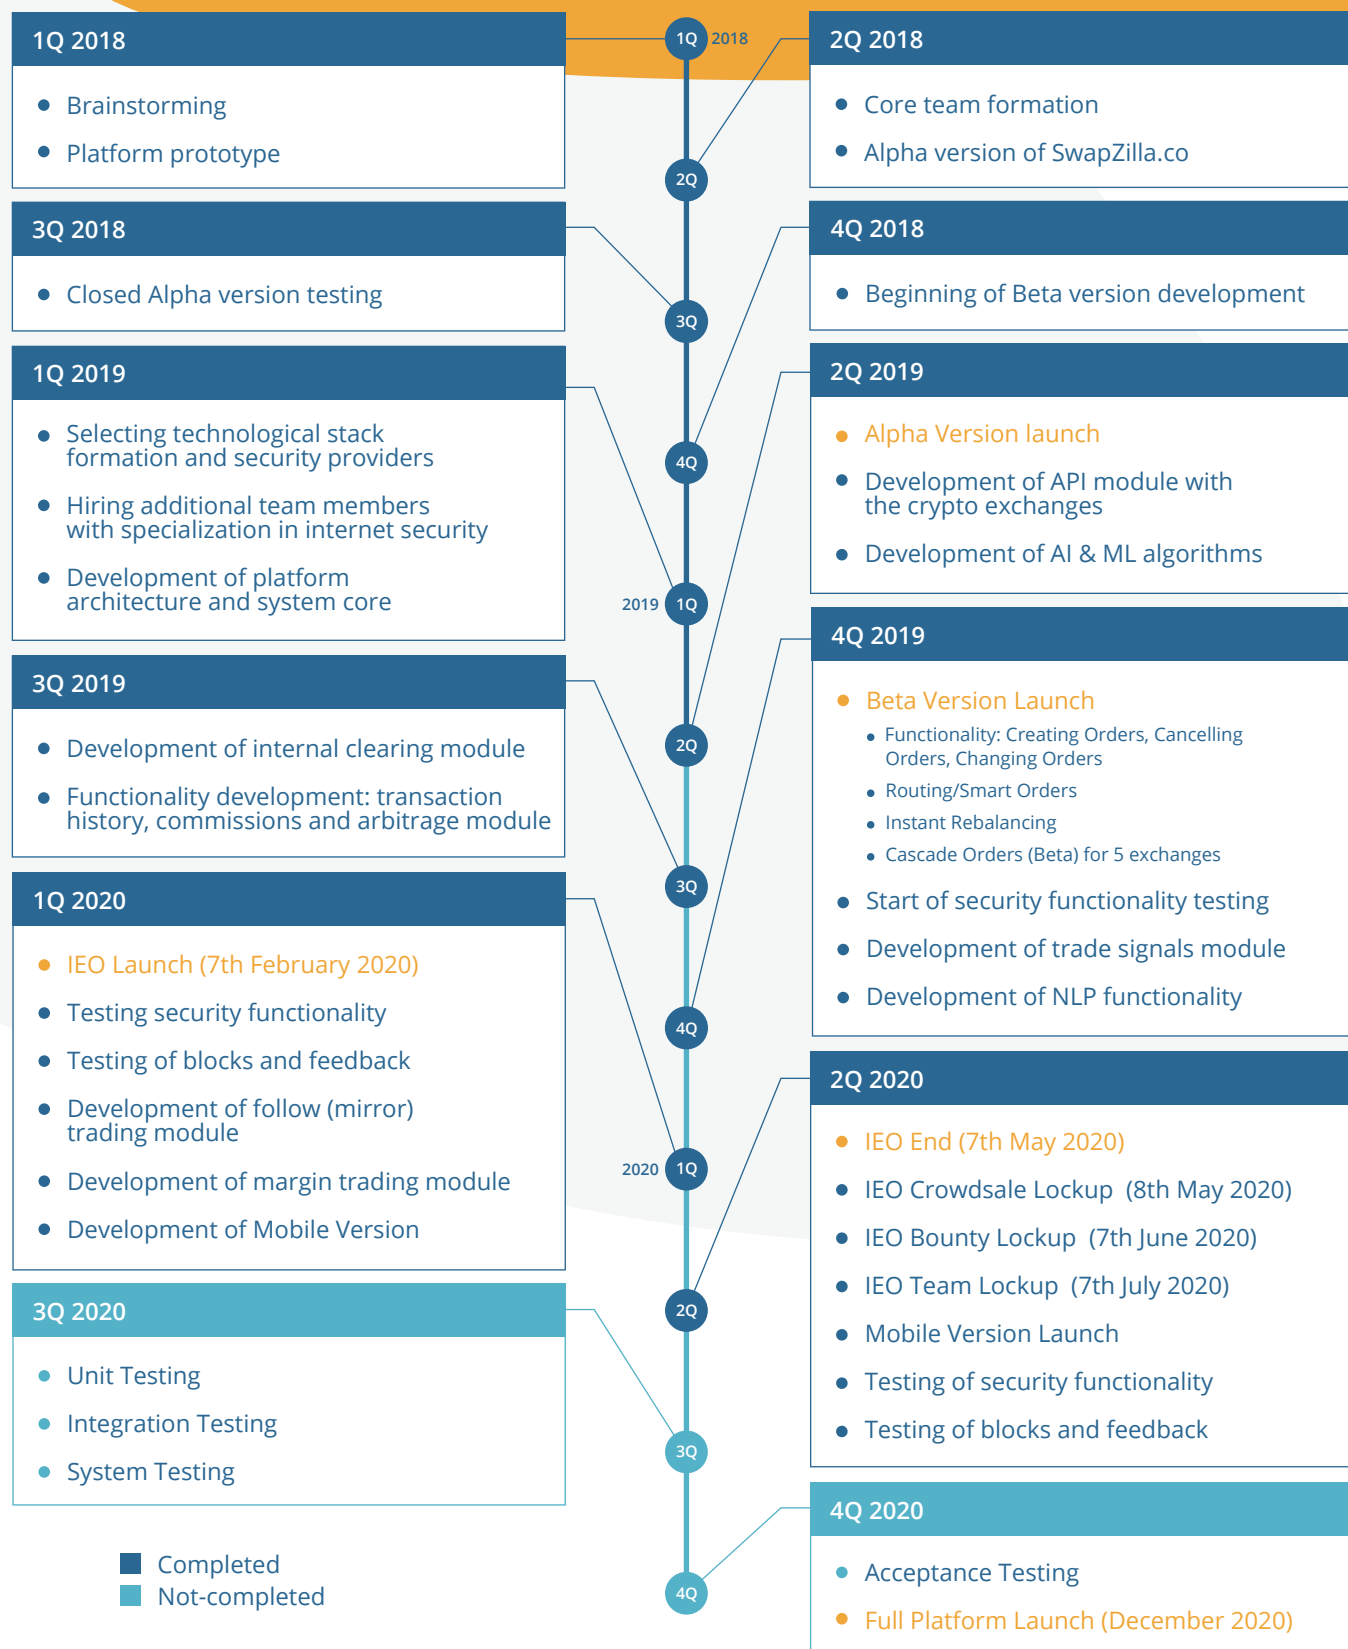 1Q 2018
Brainstorming
Platform prototype
1Q 2018
2Q 2018
Core team formation
Alpha version of SwapZilla.co
2Q
3Q 2018
Closed Alpha version testing
3Q
4Q 2018
Beginning of Beta version development
4Q
1Q 2019
Selecting technological stack
formation and security providers
Hiring additional team members
with specialization in internet security
Development of platform
architecture and system core
2019 1Q
2Q 2019
Alpha Version launch
Development of API module with
the crypto exchanges
Development of AI & ML algorithms
2Q
3Q 2019
Development of internal clearing module
Functionality development: transaction
history, commissions and arbitrage module
3Q
4Q 2019
Beta Version Launch
Functionality: Creating Orders, Cancelling
Orders, Changing Orders
Routing/Smart Orders
Instant Rebalancing
Cascade Orders (Beta) for 5 exchanges
Start of security functionality testing
Development of trade signals module
Development of NLP functionality
4Q
1Q 2020
IEO Launch (7th February 2020)
Testing security functionality
Testing of blocks and feedback
Development of follow (mirror)
trading module
Development of margin trading module
Development of Mobile Version
2020 1Q
2Q 2020
IEO End (7th May 2020)
IEO Crowdsale Lockup (8th May 2020)
IEO Bounty Lockup (7th June 2020)
IEO Team Lockup (7th July 2020)
Mobile Version Launch
Testing of security functionality
Testing of blocks and feedback
2Q
3Q 2020
Unit Testing
Integration Testing
System Testing
3Q
4Q 2020
Acceptance Testing
Full Platform Launch (December 2020)
4Q
Completed
Not-completed